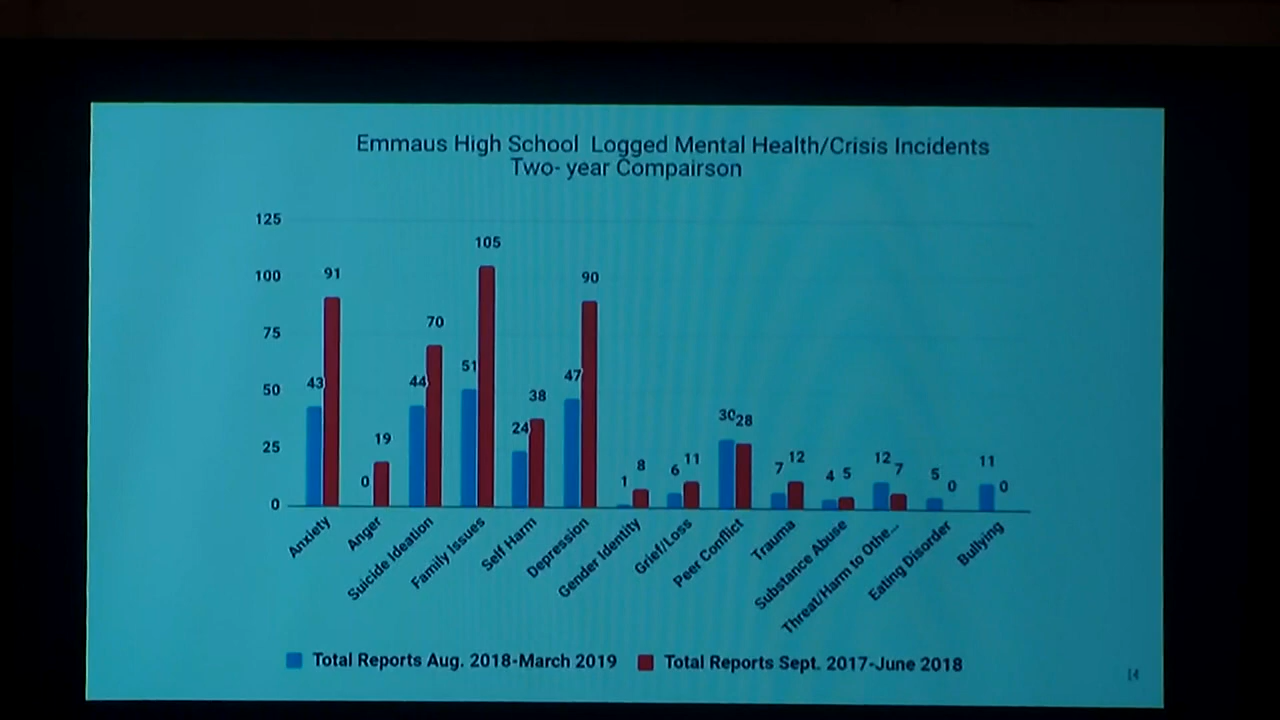 Emmaus High School Logged Mental Health/Crisis Incidents
Two- year Compairson
125
100
75
50
25
0
43
91
0
19
44
70
51
105
24
38
47
90
1
8
6
11
30
28
7
12
4
5
12
7
5
0
11
0
Anxiety
Anger
Suicide Ideation
Family Issues
Self Harm
Depression
Gender Identity
Grief/Loss
Peer Conflict
Trauma
Substance Abuse
Threat/Harm to Othe...
Eating Disorder
Bullying
Total Reports Aug. 2018-March 2019
Total Reports Sept. 2017-June 2018
14